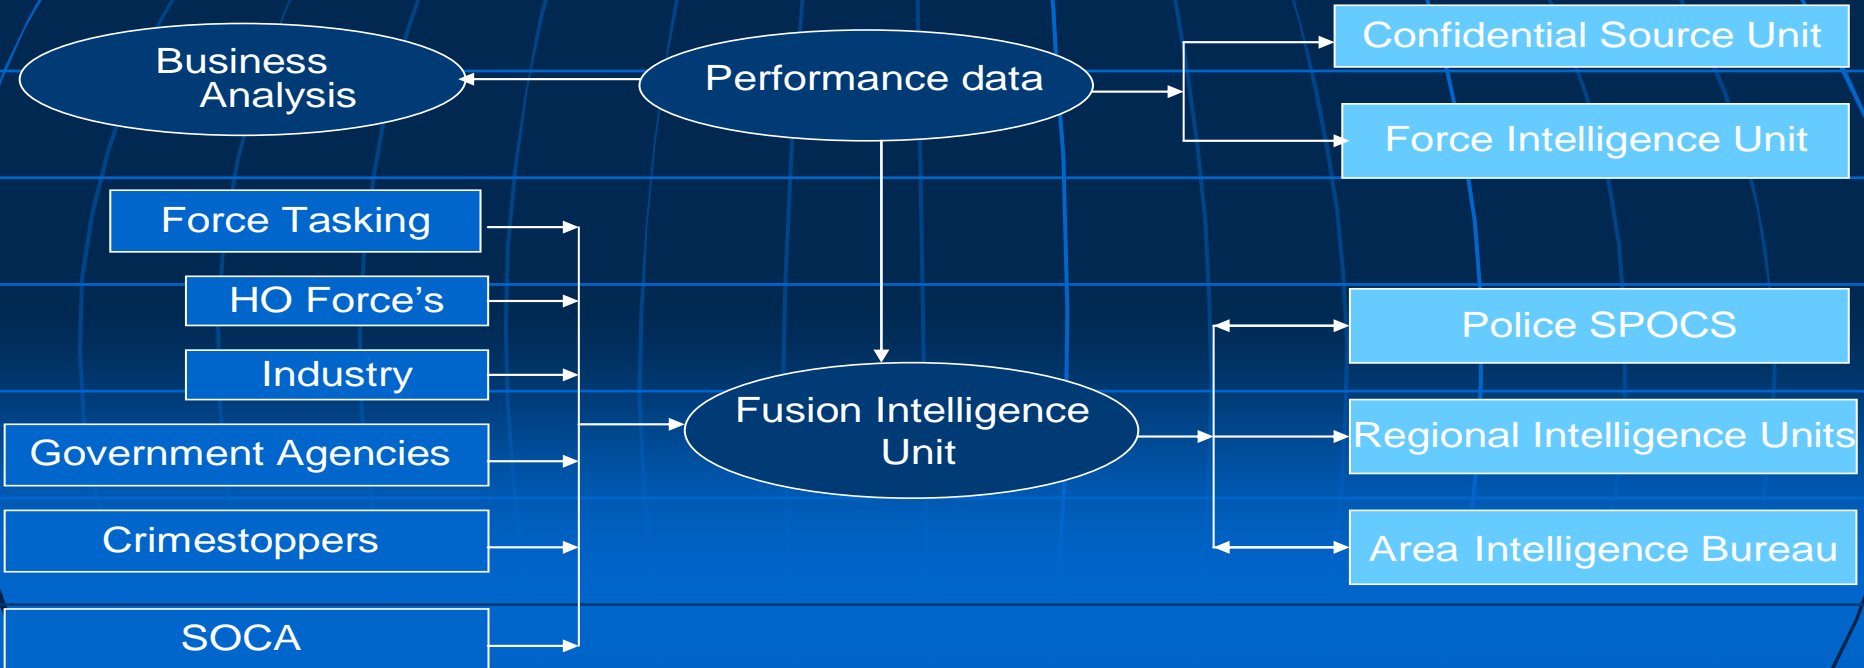 Business
Analysis
Performance data
Confidential Source Unit
Force Intelligence Unit
Force Tasking
HO Force’s
Industry
Government Agencies
Crimestoppers
SOCA
Fusion Intelligence
Unit
Police SPOCS
Regional Intelligence Units
Area Intelligence Bureau